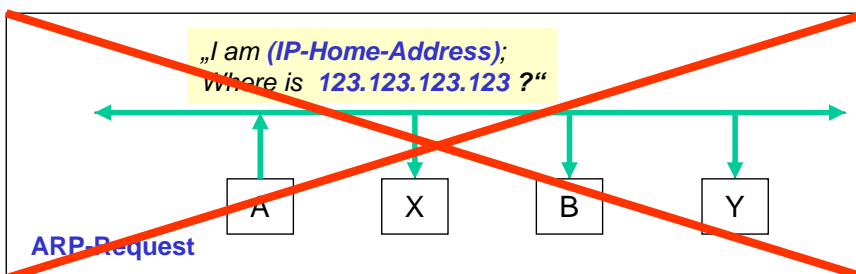 „I am (IP-Home-Address);
Where is 123.123.123.123 ?“
A X B Y
ARP-Request